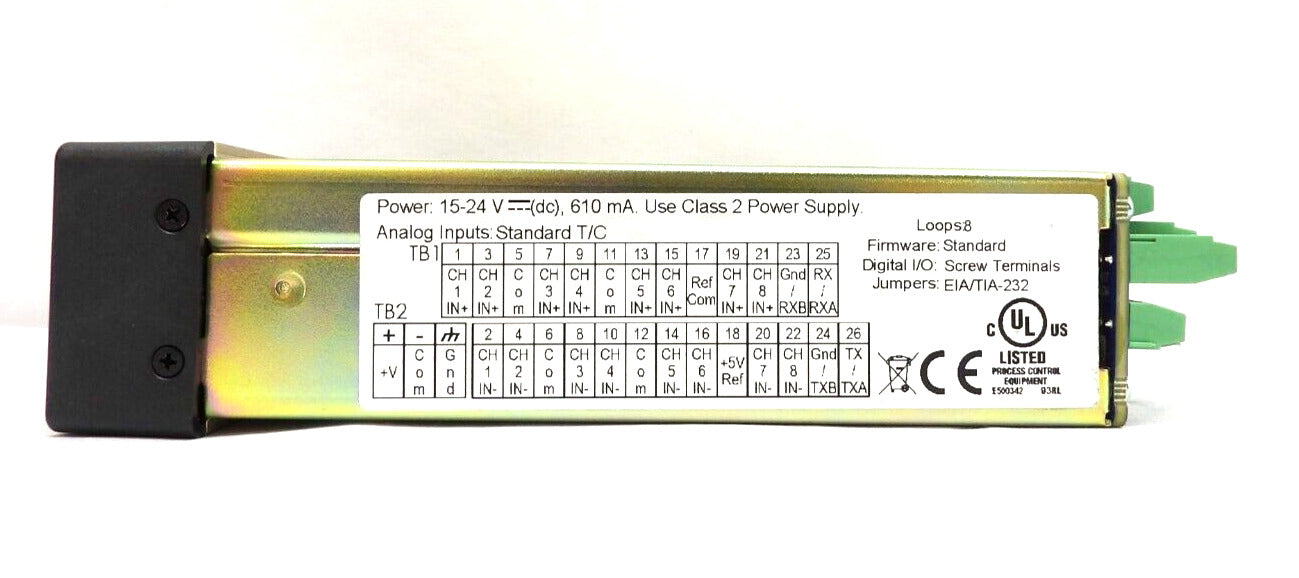 Power: 15-24 V (dc), 610 mA. Use Class 2 Power Supply.
Analog Inputs: Standard T/C
TB1 1 3 5 7 9 11 13 15 17 19 21 23 25
CH CH C CH CH C CH CH Ref CH CH Gnd RX
1 2 o 3 4 o 5 6 Com 7 8 / /
IN+ IN+ m IN+ IN+ m IN+ IN+ IN+ IN+ RXB RXA
TB2
+ - 2 4 6 8 10 12 14 16 18 20 22 24 26
+V C G CH CH C CH CH C CH CH +5V CH CH Gnd TX
o n 1 2 o 3 4 o 5 6 Ref 7 8 / /
m d IN- IN- m IN- IN- m IN- IN- IN- IN- TXB TXA
Loops:8
Firmware: Standard
Digital I/O: Screw Terminals
Jumpers: EIA/TIA-232
CE
C UL US
LISTED
PROCESS CONTROL
EQUIPMENT
E500342 93RL